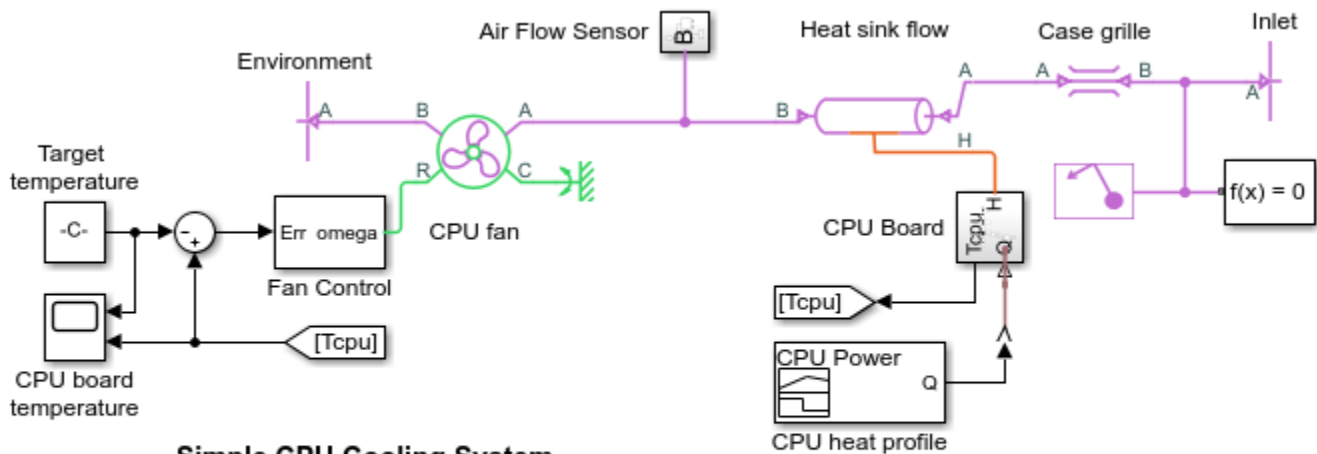 Inlet
Air Flow Sensor
B
Heat sink flow
Case grille
Environment
A
A
B
A
A
B
A
B
H
Target
temperature
R
C
-C-
Err omega
CPU fan
Fan Control
CPU Board
Tcpu.
H
Q
f(x) = 0
[Tcpu]
[Tcpu]
CPU board
temperature
CPU Power
Q
CPU heat profile
Simple CPU Cooling System